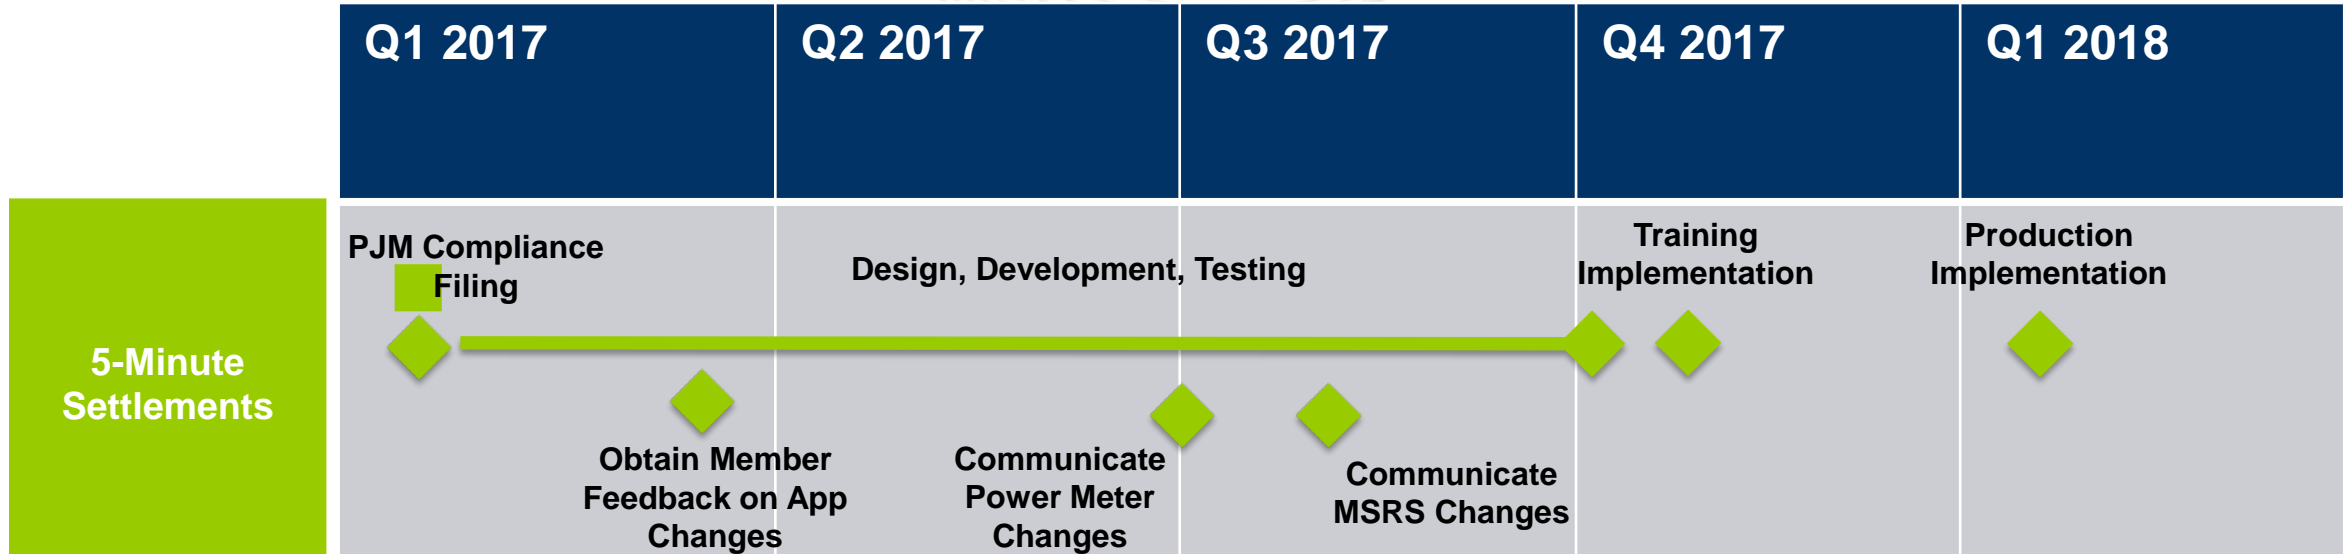 Q1 2017
Q2 2017
Q3 2017
Q4 2017
Q1 2018
5-Minute
Settlements
PJM Compliance
Filing
Design, Development, Testing
Training
Implementation
Production
Implementation
Obtain Member
Feedback on App
Changes
Communicate
Power Meter
Changes
Communicate
MSRS Changes